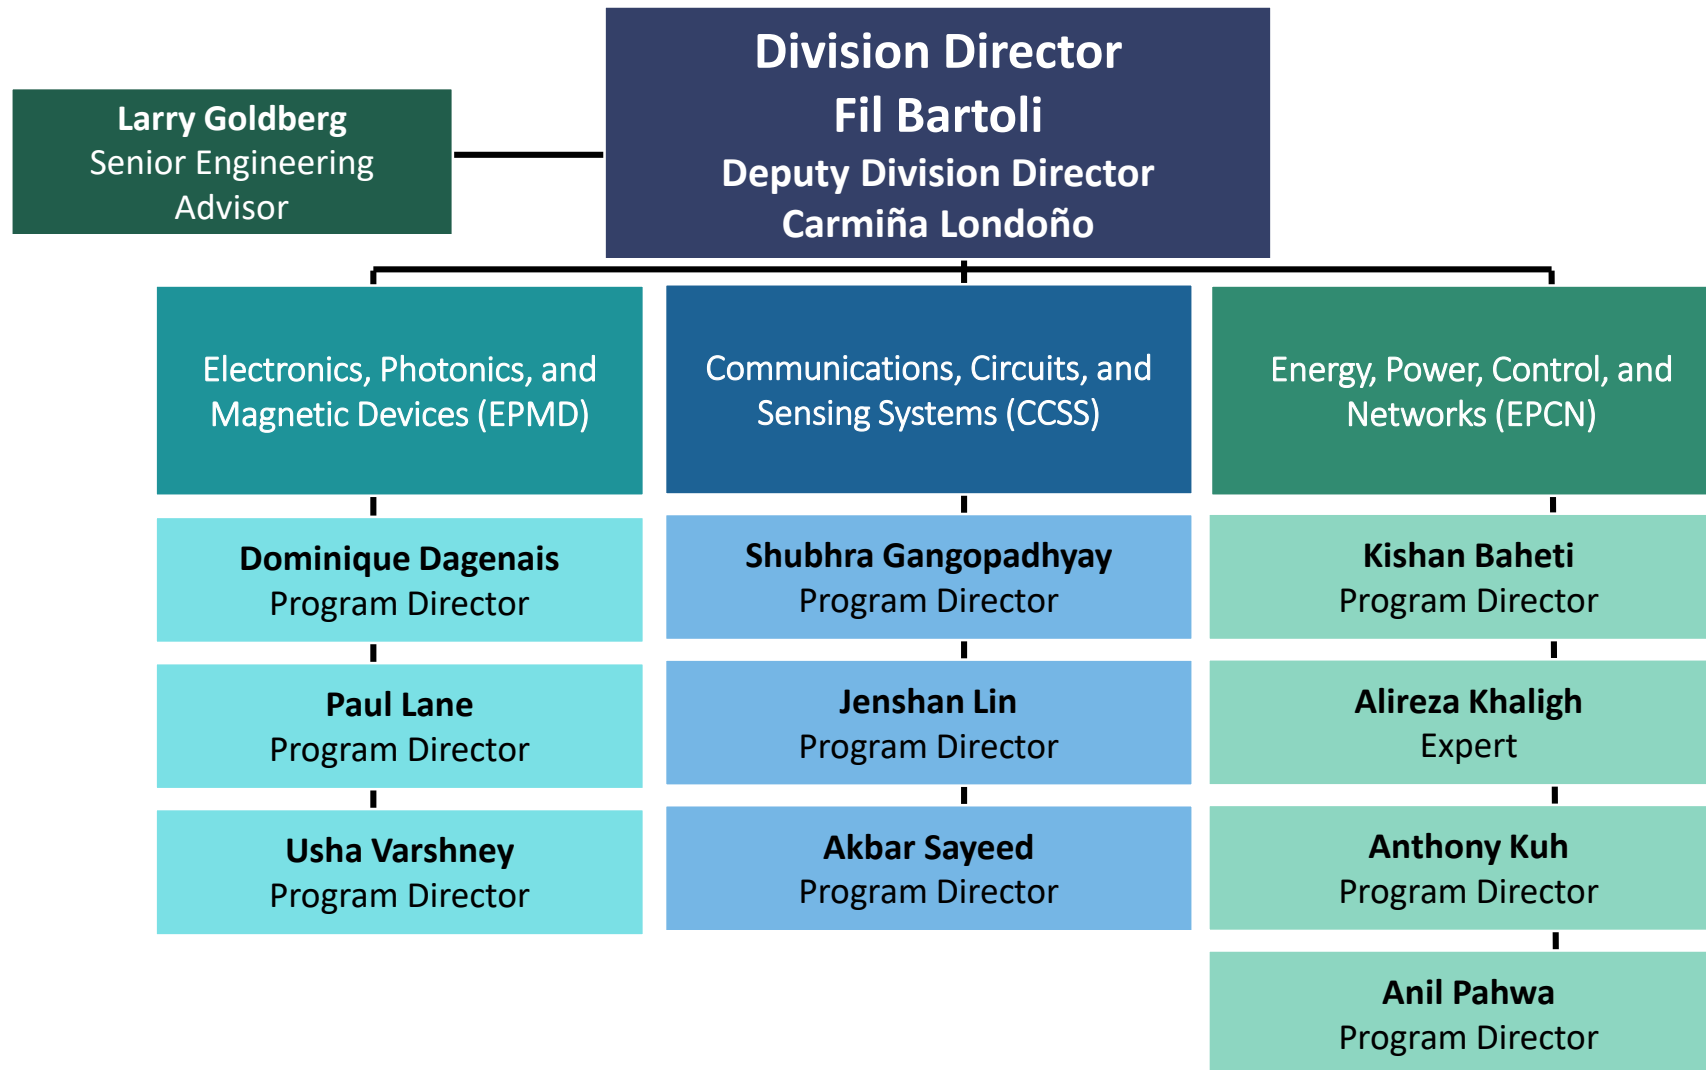 Division Director
Fil Bartoli
Deputy Division Director
Carmiña Londoño
Larry Goldberg
Senior Engineering
Advisor
Electronics, Photonics, and
Magnetic Devices (EPMD)
Dominique Dagenais
Program Director
Paul Lane
Program Director
Usha Varshney
Program Director
Communications, Circuits, and
Sensing Systems (CCSS)
Shubhra Gangopadhyay
Program Director
Jenshan Lin
Program Director
Akbar Sayeed
Program Director
Energy, Power, Control, and
Networks (EPCN)
Kishan Baheti
Program Director
Alireza Khaligh
Expert
Anthony Kuh
Program Director
Anil Pahwa
Program Director